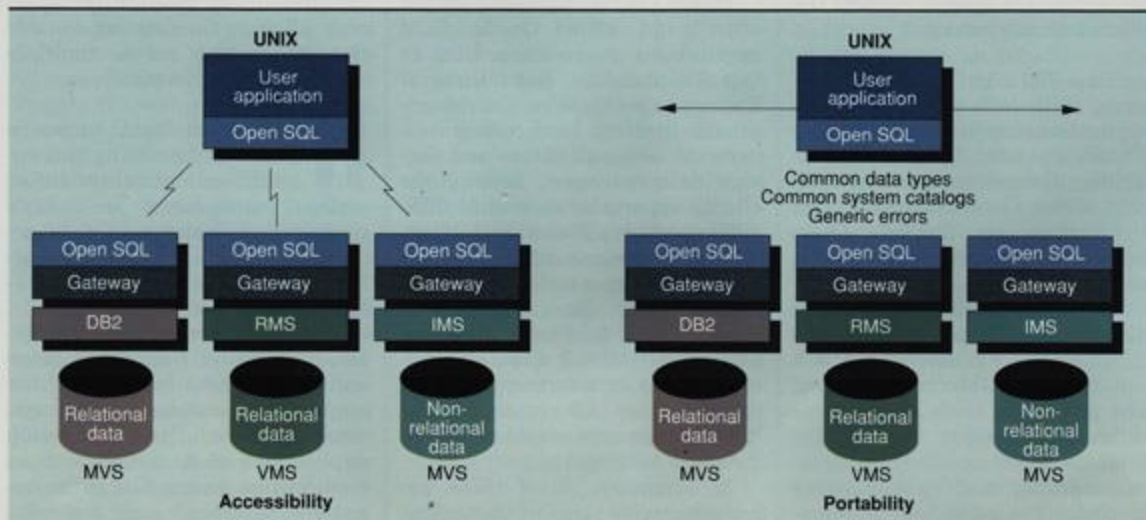 UNIX
User
application
Open SQL
Open SQL
Gateway
DB2
Relational
data
MVS
Open SQL
Gateway
RMS
Relational
data
VMS
Open SQL
Gateway
IMS
Non-
relational
data
MVS
Accessibility
UNIX
User
application
Open SQL
Common data types
Common system catalogs
Generic errors
Open SQL
Gateway
DB2
Relational
data
MVS
Open SQL
Gateway
RMS
Relational
data
VMS
Open SQL
Gateway
IMS
Non-
relational
data
MVS
Portability